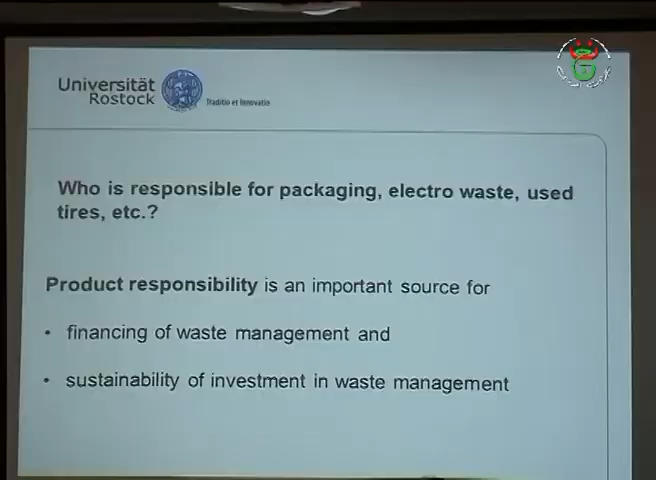 Universität
Rostock
Traditio et Innovatio
Who is responsible for packaging, electro waste, used
tires, etc.?
Product responsibility is an important source for
• financing of waste management and
• sustainability of investment in waste management